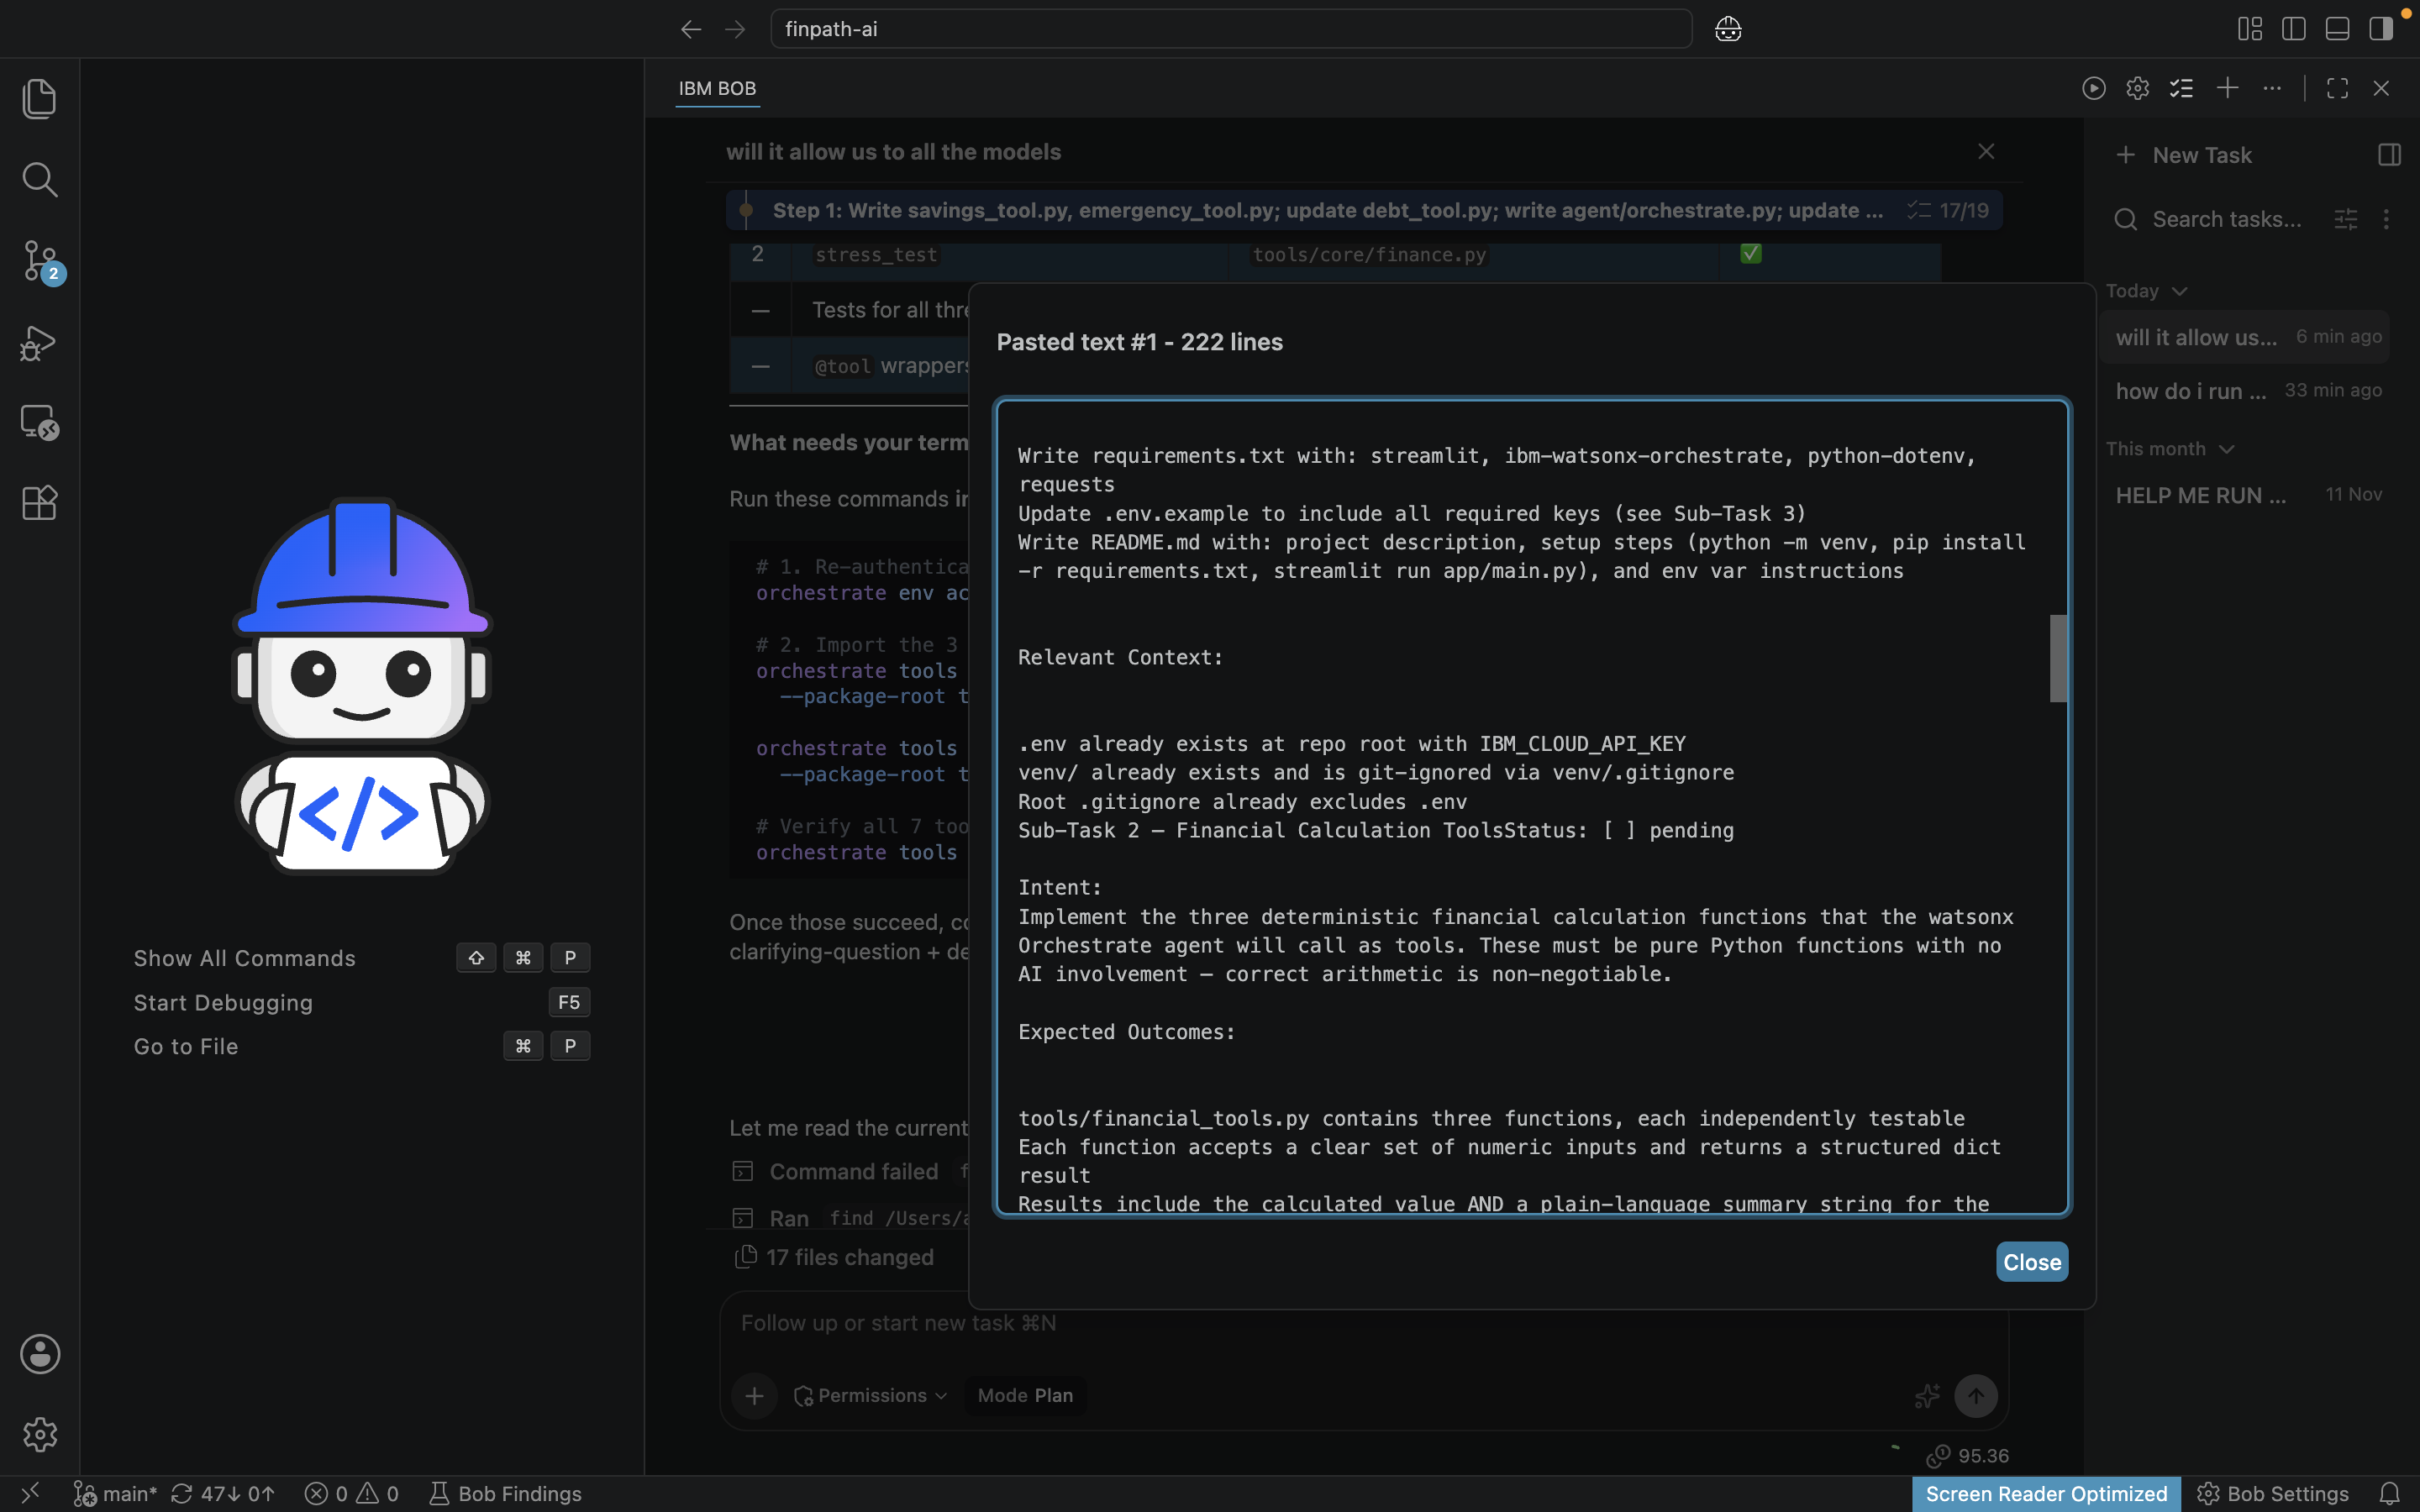 finpath-ai
IBM BOB
will it allow us to all the models
Step 1: Write savings_tool.py, emergency_tool.py; update debt_tool.py; write agent/orchestrate.py; update ...
17/19
2 stress_test tools/core/finance.py ✅
— Tests for all thre
— @tool wrappers
What needs your term
Run these commands in
# 1. Re-authentica
orchestrate env ac
# 2. Import the 3
orchestrate tools
--package-root t
orchestrate tools
--package-root t
# Verify all 7 too
orchestrate tools
Once those succeed, co
clarifying-question + de
Let me read the current
Command failed f
Ran find /Users/a
17 files changed
Follow up or start new task ⌘N
Permissions
Mode Plan
95.36
Pasted text #1 - 222 lines
Write requirements.txt with: streamlit, ibm-watsonx-orchestrate, python-dotenv,
requests
Update .env.example to include all required keys (see Sub-Task 3)
Write README.md with: project description, setup steps (python -m venv, pip install
-r requirements.txt, streamlit run app/main.py), and env var instructions
Relevant Context:
.env already exists at repo root with IBM_CLOUD_API_KEY
venv/ already exists and is git-ignored via venv/.gitignore
Root .gitignore already excludes .env
Sub-Task 2 — Financial Calculation ToolsStatus: [ ] pending
Intent:
Implement the three deterministic financial calculation functions that the watsonx
Orchestrate agent will call as tools. These must be pure Python functions with no
AI involvement — correct arithmetic is non-negotiable.
Expected Outcomes:
tools/financial_tools.py contains three functions, each independently testable
Each function accepts a clear set of numeric inputs and returns a structured dict
result
Results include the calculated value AND a plain-language summary string for the
Close
New Task
Search tasks...
Today
will it allow us... 6 min ago
how do i run ... 33 min ago
This month
HELP ME RUN ... 11 Nov
2
</>
Show All Commands ⇧ ⌘ P
Start Debugging F5
Go to File ⌘ P
main* 47↓ 0↑ 0 0 Bob Findings
Screen Reader Optimized
Bob Settings